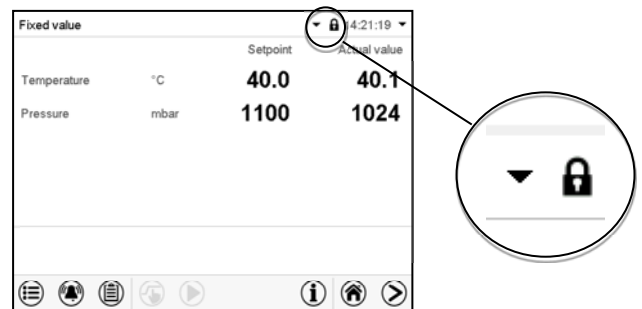 Fixed value 14:21:19
Setpoint Actual value
Temperature °C 40.0 40.1
Pressure mbar 1100 1024